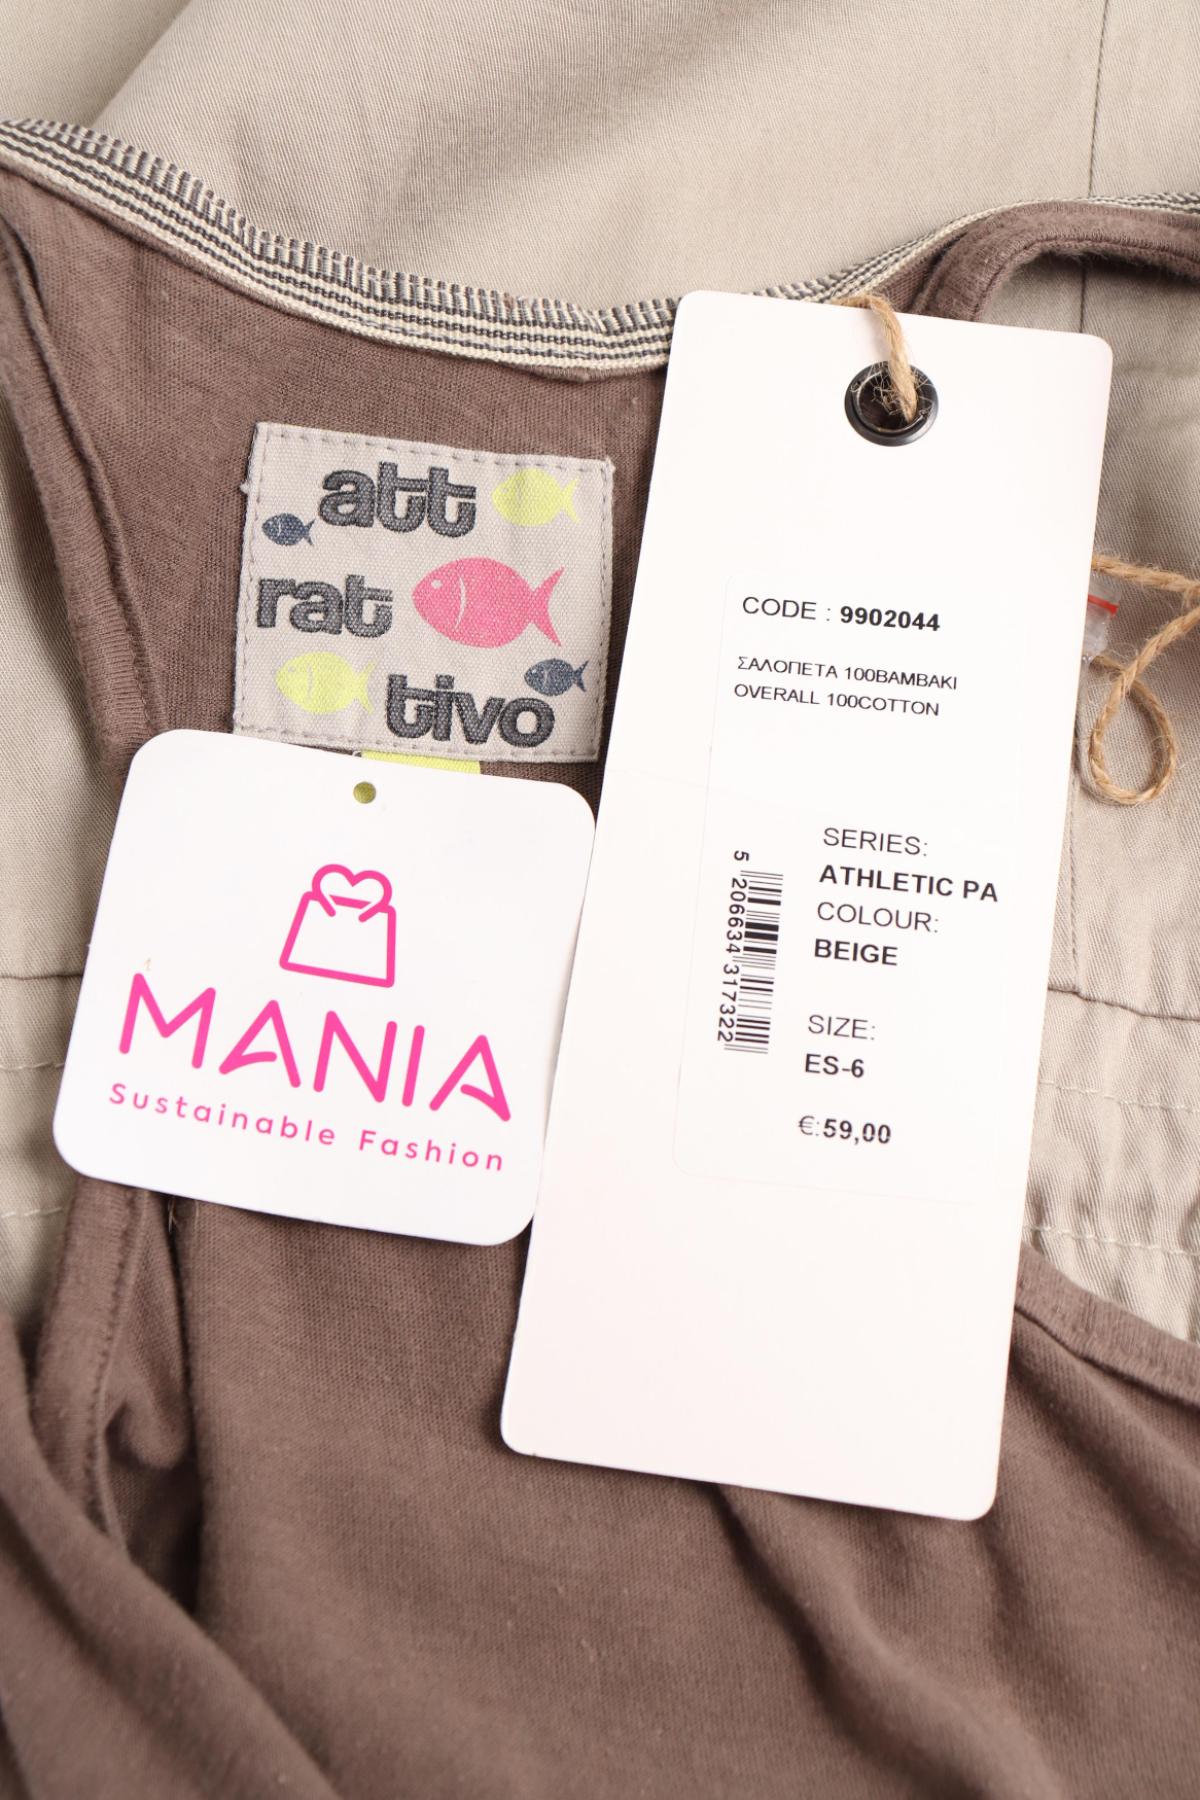 att
rat
tivo
MANIA
Sustainable Fashion
CODE : 9902044
ΣΑΛΟΠΕΤΑ 100ΒΑΜΒΑΚΙ
OVERALL 100COTTON
5 206634 317322
SERIES:
ATHLETIC PA
COLOUR:
BEIGE
SIZE:
ES-6
€:59,00